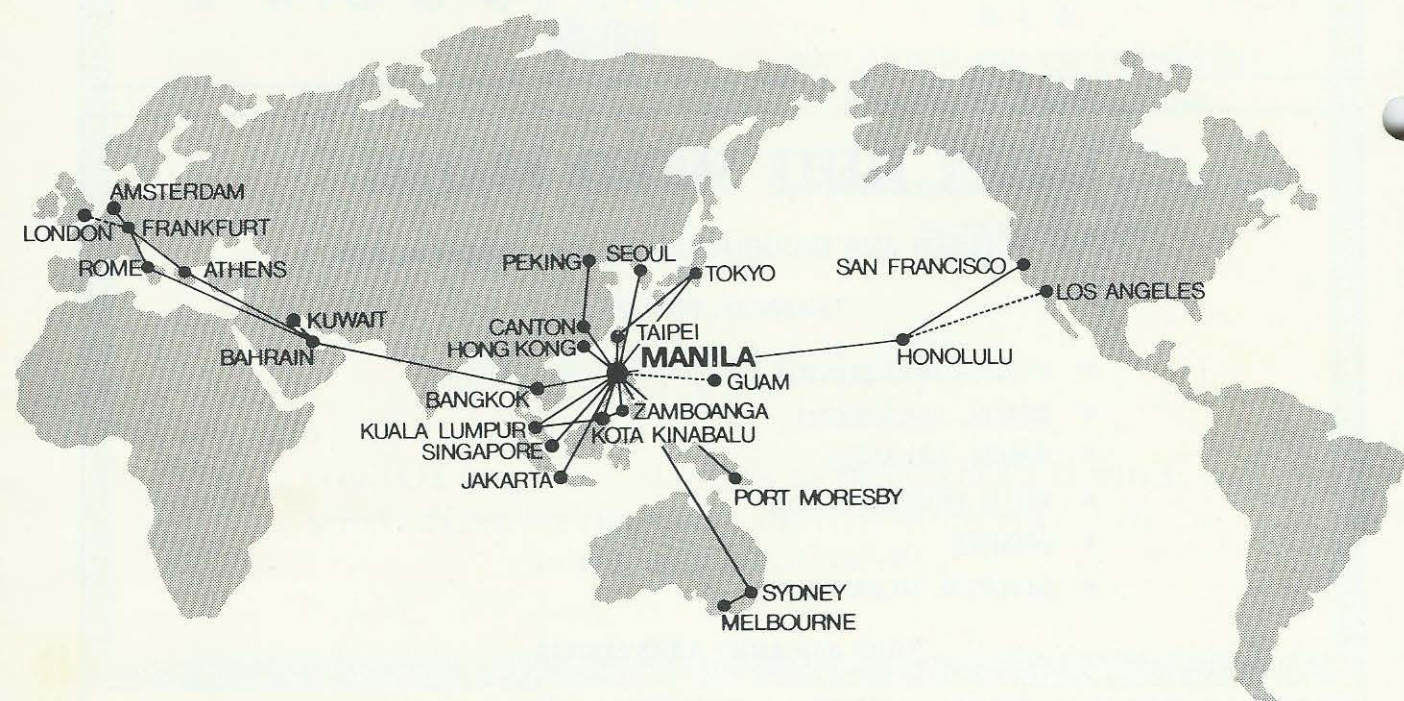 AMSTERDAM
LONDON
FRANKFURT
ROME
ATHENS
KUWAIT
BAHRAIN
PEKING
SEOUL
TOKYO
CANTON
TAIPEI
HONG KONG
MANILA
GUAM
BANGKOK
ZAMBOANGA
KUALA LUMPUR
KOTA KINABALU
SINGAPORE
JAKARTA
PORT MORESBY
SYDNEY
MELBOURNE
SAN FRANCISCO
LOS ANGELES
HONOLULU